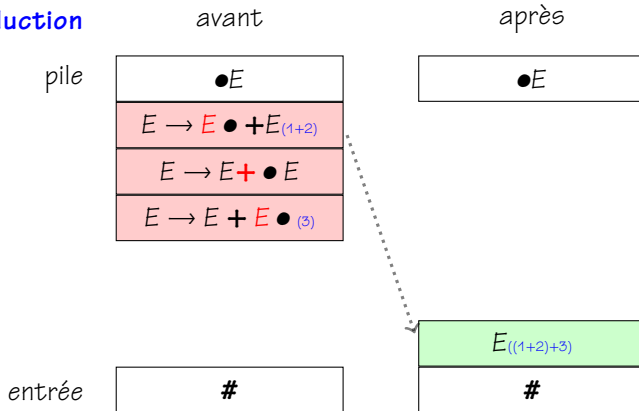 duction avant après
pile •E •E
E → E • +E(1+2)
E → E+ • E
E → E + E • (3)
E((1+2)+3)
entrée # #